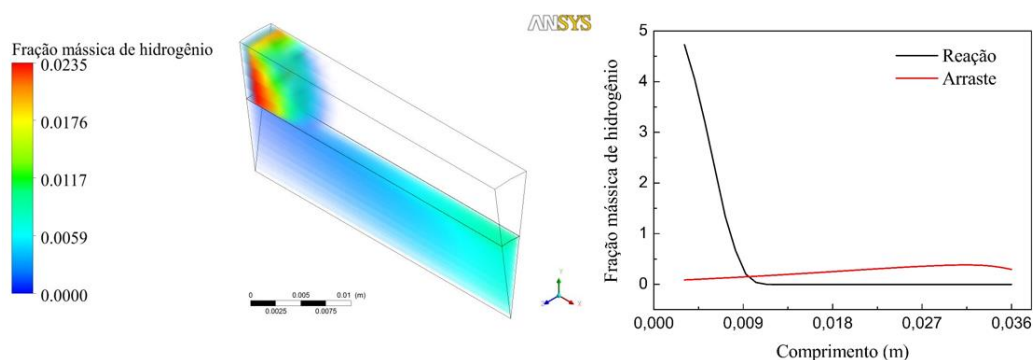 Fração mássica de hidrogênio
0.0235
0.0176
0.0117
0.0059
0.0000
ANSYS
0 0.005 0.01 (m)
0.0025 0.0075
Y
Z X
Fração mássica de hidrogênio
5
4
3
2
1
0
Reação
Arraste
0,000 0,009 0,018 0,027 0,036
Comprimento (m)